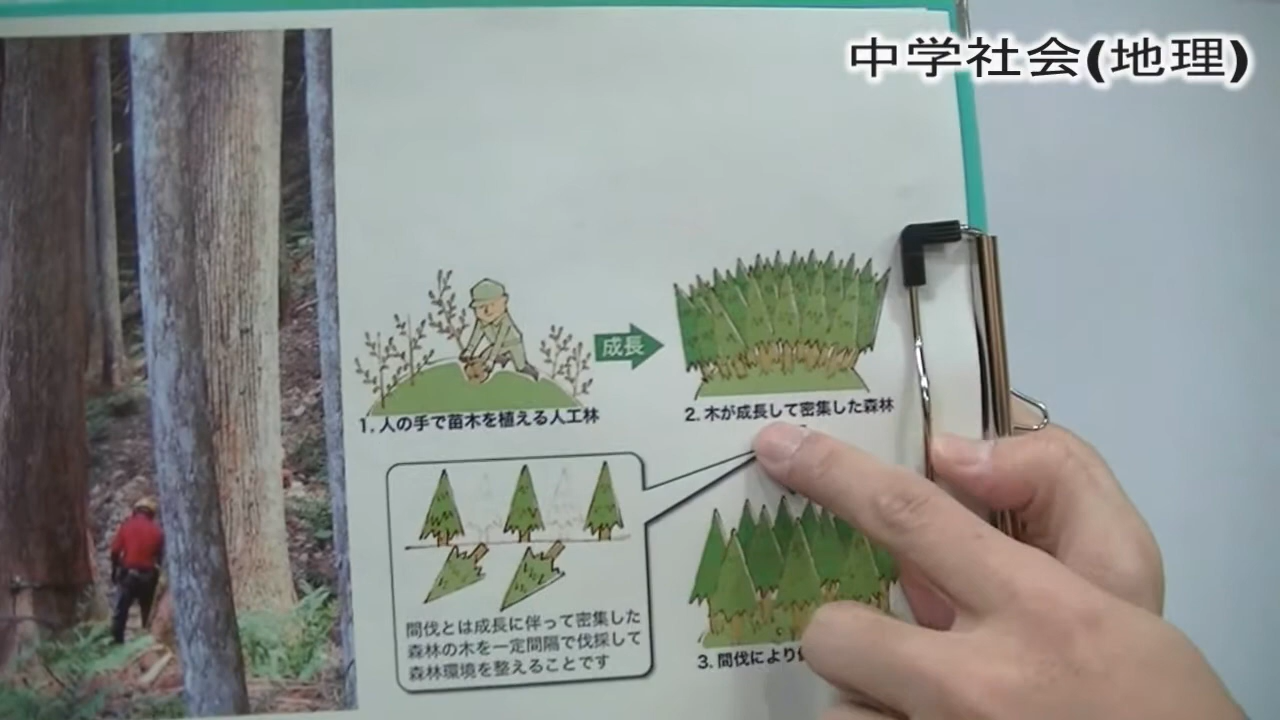 中学社会(地理)
成長
1.人の手で苗木を植える人工林
2.木が成長して密集した森林
間伐とは成長に伴って密集した
森林の木を一定間隔で伐採して
森林環境を整えることです
3.間伐により